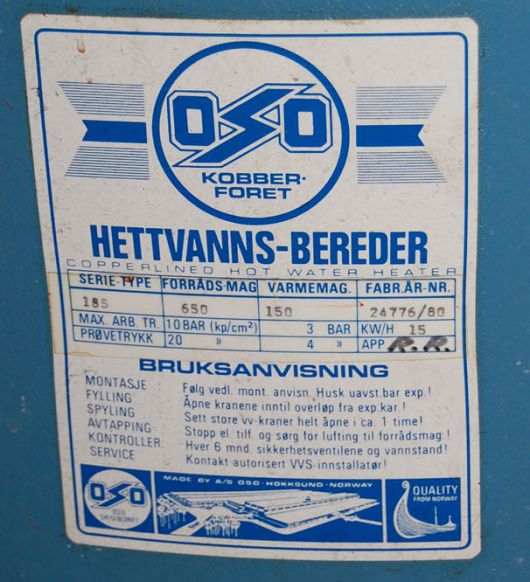 OSO
KOBBER-
FORET
HETTVANNS-BEREDER
COPPERLINED HOT WATER HEATER
SERIE-TYPE FORRÅDS-MAG VARMEMAG. FABR.ÅR-NR.
18S 650 150 24776/80
MAX. ARB. TR. 10 BAR (kp/cm²) 3 BAR KW/H 15
PRØVETRYKK 20 » 4 » APP R.R.
BRUKSANVISNING
MONTASJE Følg vedl. mont. anvisn. Husk uavst.bar exp.!
FYLLING Åpne kranene inntil overløp fra exp.kar.!
SPYLING Sett store vv-kraner helt åpne i ca. 1 time!
AVTAPPING Stopp el. tilf. og sørg for lufting til forrådsmag.!
KONTROLLER Hver 6 mnd. sikkerhetsventilene og vannstand!
SERVICE Kontakt autorisert VVS-innstallatør!
MADE BY A/S OSO-HOKKSUND-NORWAY
OSO
QUALITY
FROM NORWAY